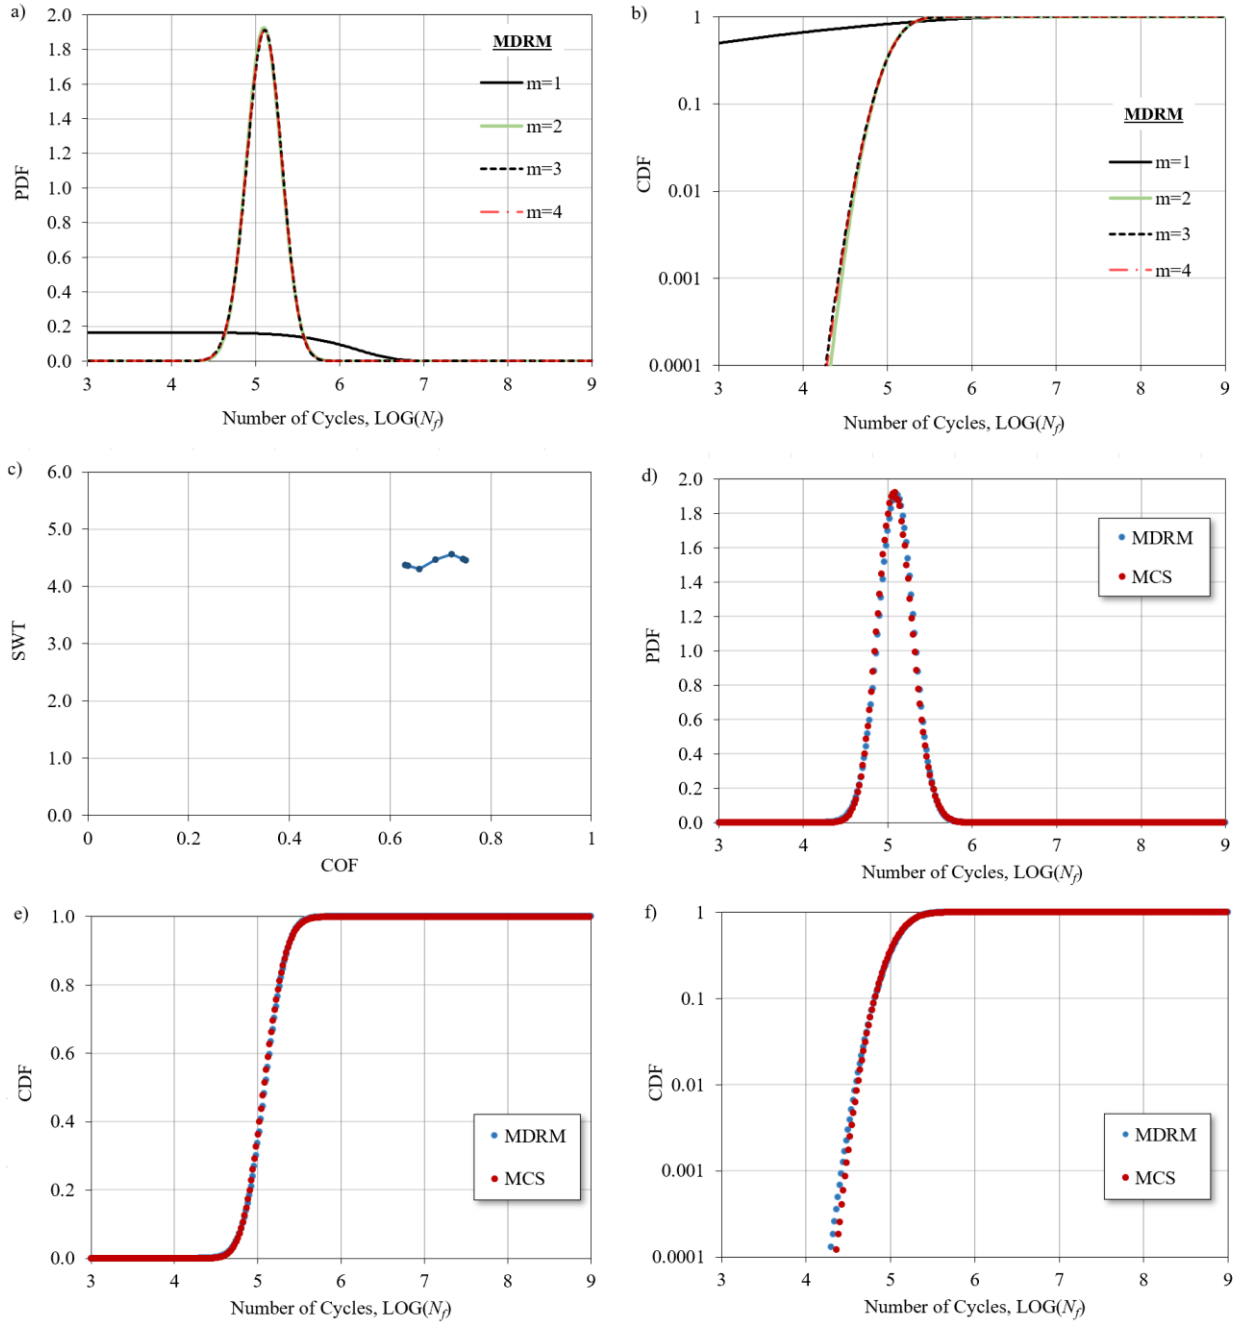 a)
2.0
1.8
1.6
1.4
1.2
1.0
0.8
0.6
0.4
0.2
0.0
PDF
MDRM
m=1
m=2
m=3
m=4
3 4 5 6 7 8 9
Number of Cycles, LOG(Nf)
b)
1
0.1
0.01
0.001
0.0001
CDF
MDRM
m=1
m=2
m=3
m=4
3 4 5 6 7 8 9
Number of Cycles, LOG(Nf)
c)
6.0
5.0
4.0
3.0
2.0
1.0
0.0
SWT
0 0.2 0.4 0.6 0.8 1
COF
d)
2.0
1.8
1.6
1.4
1.2
1.0
0.8
0.6
0.4
0.2
0.0
PDF
MDRM
MCS
3 4 5 6 7 8 9
Number of Cycles, LOG(Nf)
e)
1.0
0.8
0.6
0.4
0.2
0.0
CDF
MDRM
MCS
3 4 5 6 7 8 9
Number of Cycles, LOG(Nf)
f)
1
0.1
0.01
0.001
0.0001
CDF
MDRM
MCS
3 4 5 6 7 8 9
Number of Cycles, LOG(Nf)